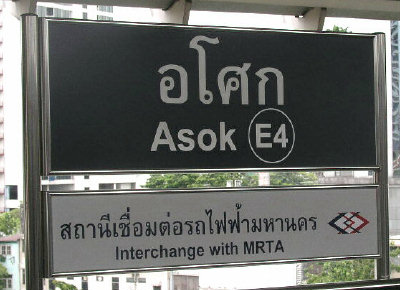 อโศก
Asok E4
สถานีเชื่อมต่อรถไฟฟ้ามหานคร
Interchange with MRTA